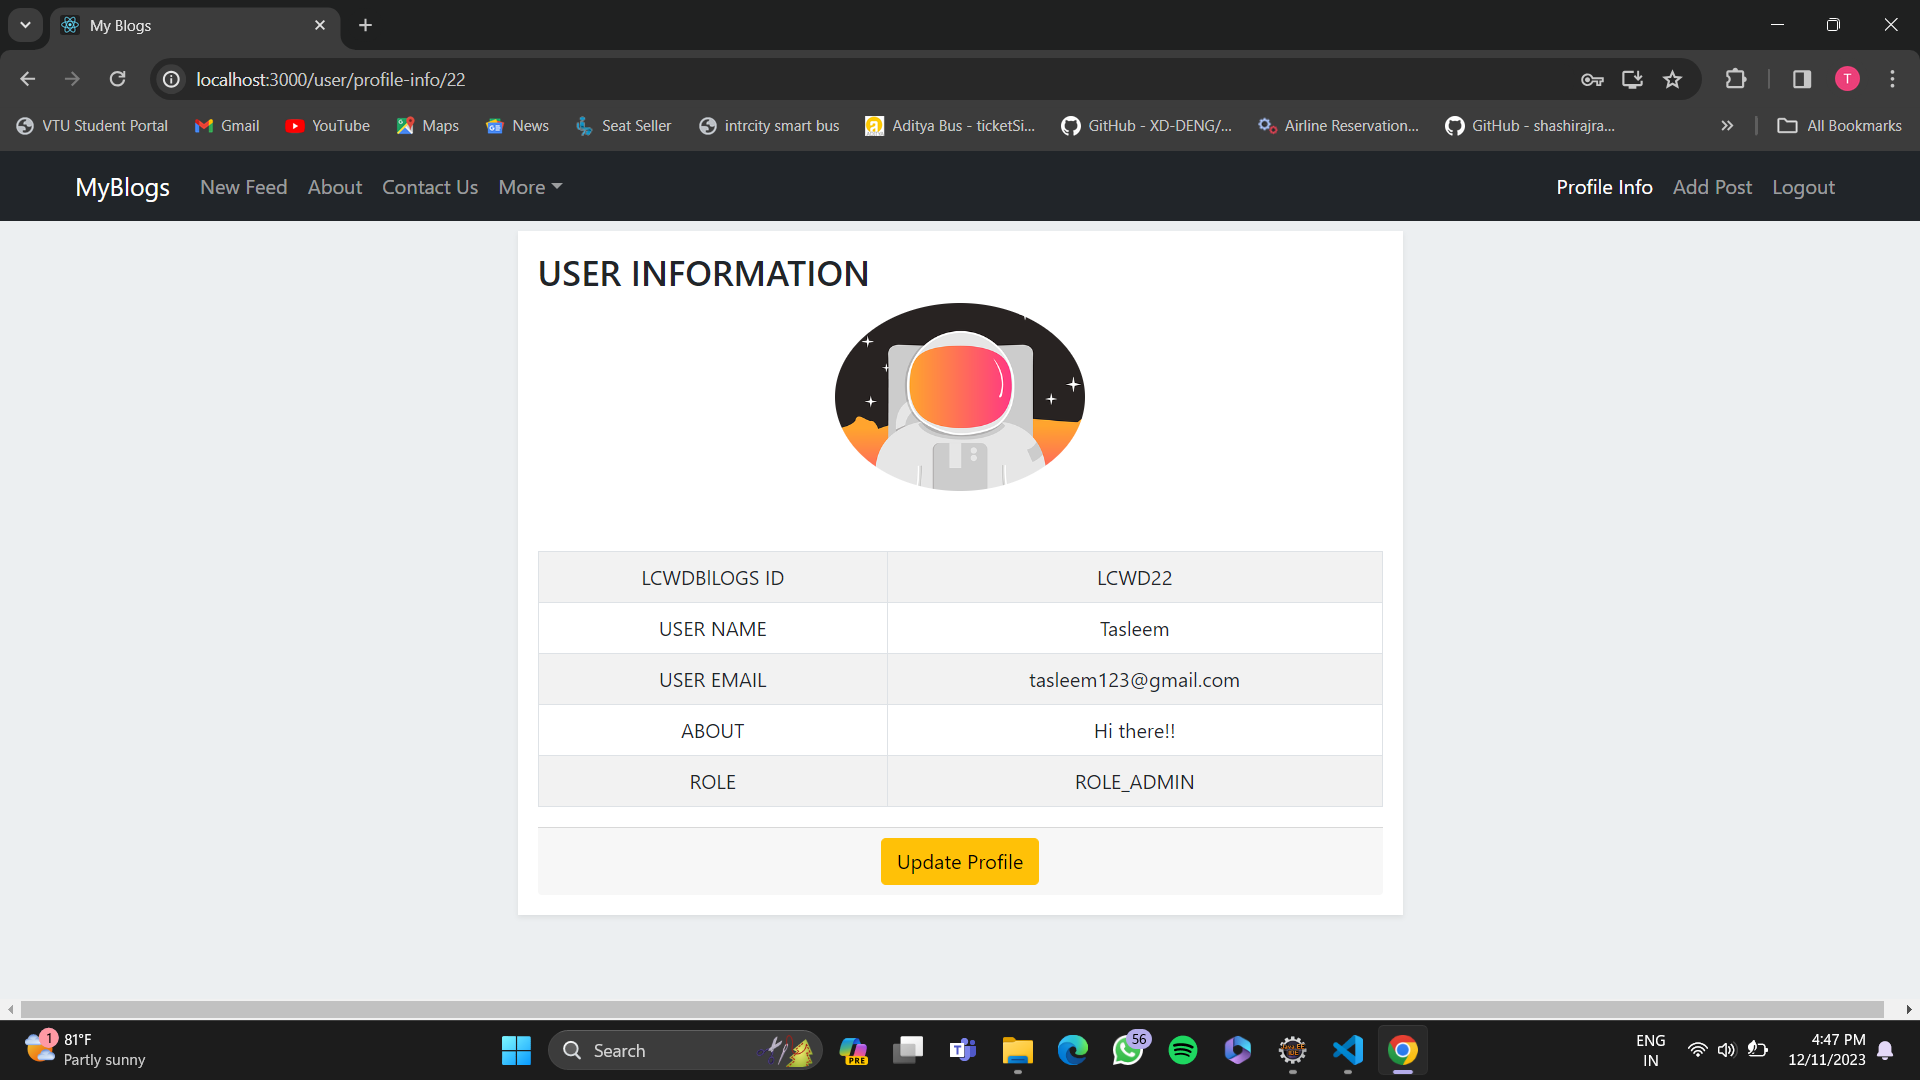 My Blogs
localhost:3000/user/profile-info/22
T
VTU Student Portal Gmail YouTube Maps News Seat Seller intrcity smart bus Aditya Bus - ticketSi... GitHub - XD-DENG/... Airline Reservation... GitHub - shashirajra... All Bookmarks
MyBlogs New Feed About Contact Us More Profile Info Add Post Logout
USER INFORMATION
LCWDBlLOGS ID LCWD22
USER NAME Tasleem
USER EMAIL tasleem123@gmail.com
ABOUT Hi there!!
ROLE ROLE_ADMIN
Update Profile
1 81°F
Partly sunny
Search
PRE
56
ENG
IN
4:47 PM
12/11/2023